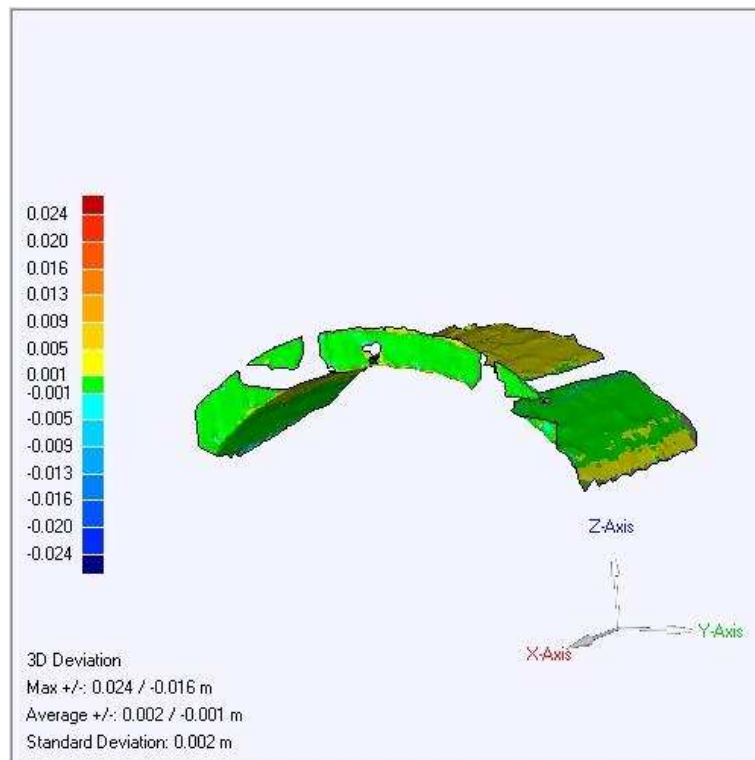 0.024
0.020
0.016
0.013
0.009
0.005
0.001
-0.001
-0.005
-0.009
-0.013
-0.016
-0.020
-0.024
Z-Axis
Y-Axis
X-Axis
3D Deviation
Max +/-: 0.024 / -0.016 m
Average +/-: 0.002 / -0.001 m
Standard Deviation: 0.002 m